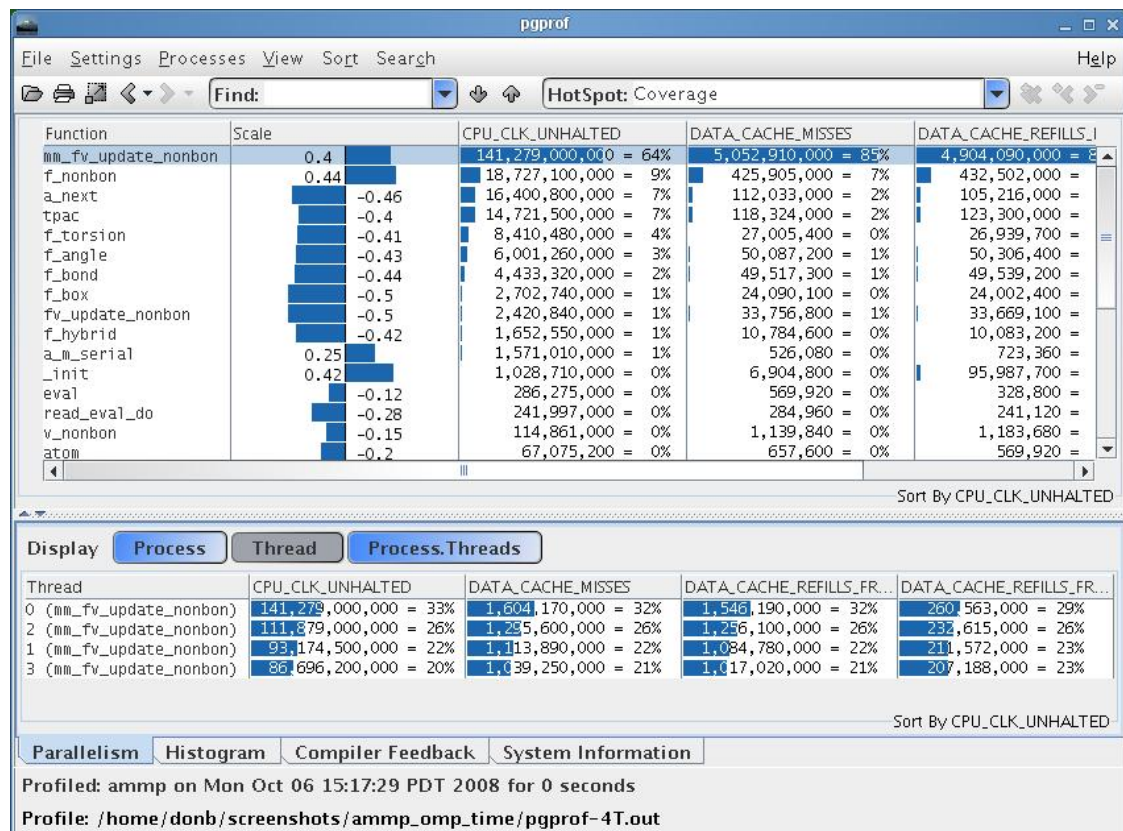 pgprof
File Settings Processes View Sort Search Help
Find: HotSpot: Coverage
Function Scale CPU_CLK_UNHALTED DATA_CACHE_MISSES DATA_CACHE_REFILLS_
mm_fv_update_nonbon 0.4 141,279,000,000 = 64% 5,052,910,000 = 85% 4,904,090,000 = 8
f_nonbon 0.44 18,727,100,000 = 9% 425,905,000 = 7% 432,502,000 =
a_next -0.46 16,400,800,000 = 7% 112,033,000 = 2% 105,216,000 =
tpac -0.4 14,721,500,000 = 7% 118,324,000 = 2% 123,300,000 =
f_torsion -0.41 8,410,480,000 = 4% 27,005,400 = 0% 26,939,700 =
f_angle -0.43 6,001,260,000 = 3% 50,087,200 = 1% 50,306,400 =
f_bond -0.44 4,433,320,000 = 2% 49,517,300 = 1% 49,539,200 =
f_box -0.5 2,702,740,000 = 1% 24,090,100 = 0% 24,002,400 =
fv_update_nonbon -0.5 2,420,840,000 = 1% 33,756,800 = 1% 33,669,100 =
f_hybrid -0.42 1,652,550,000 = 1% 10,784,600 = 0% 10,083,200 =
a_m_serial 0.25 1,571,010,000 = 1% 526,080 = 0% 723,360 =
_init 0.42 1,028,710,000 = 0% 6,904,800 = 0% 95,987,700 =
eval -0.12 286,275,000 = 0% 569,920 = 0% 328,800 =
read_eval_do -0.28 241,997,000 = 0% 284,960 = 0% 241,120 =
v_nonbon -0.15 114,861,000 = 0% 1,139,840 = 0% 1,183,680 =
atom -0.2 67,075,200 = 0% 657,600 = 0% 569,920 =
Sort By CPU_CLK_UNHALTED
Display Process Thread Process.Threads
Thread CPU_CLK_UNHALTED DATA_CACHE_MISSES DATA_CACHE_REFILLS_FR... DATA_CACHE_REFILLS_FR...
0 (mm_fv_update_nonbon) 141,279,000,000 = 33% 1,604,170,000 = 32% 1,546,190,000 = 32% 260,563,000 = 29%
2 (mm_fv_update_nonbon) 111,879,000,000 = 26% 1,295,600,000 = 26% 1,256,100,000 = 26% 232,615,000 = 26%
1 (mm_fv_update_nonbon) 93,174,500,000 = 22% 1,113,890,000 = 22% 1,084,780,000 = 22% 211,572,000 = 23%
3 (mm_fv_update_nonbon) 86,696,200,000 = 20% 1,039,250,000 = 21% 1,017,020,000 = 21% 207,188,000 = 23%
Sort By CPU_CLK_UNHALTED
Parallelism Histogram Compiler Feedback System Information
Profiled: ammp on Mon Oct 06 15:17:29 PDT 2008 for 0 seconds
Profile: /home/donb/screenshots/ammp_omp_time/pgprof-4T.out